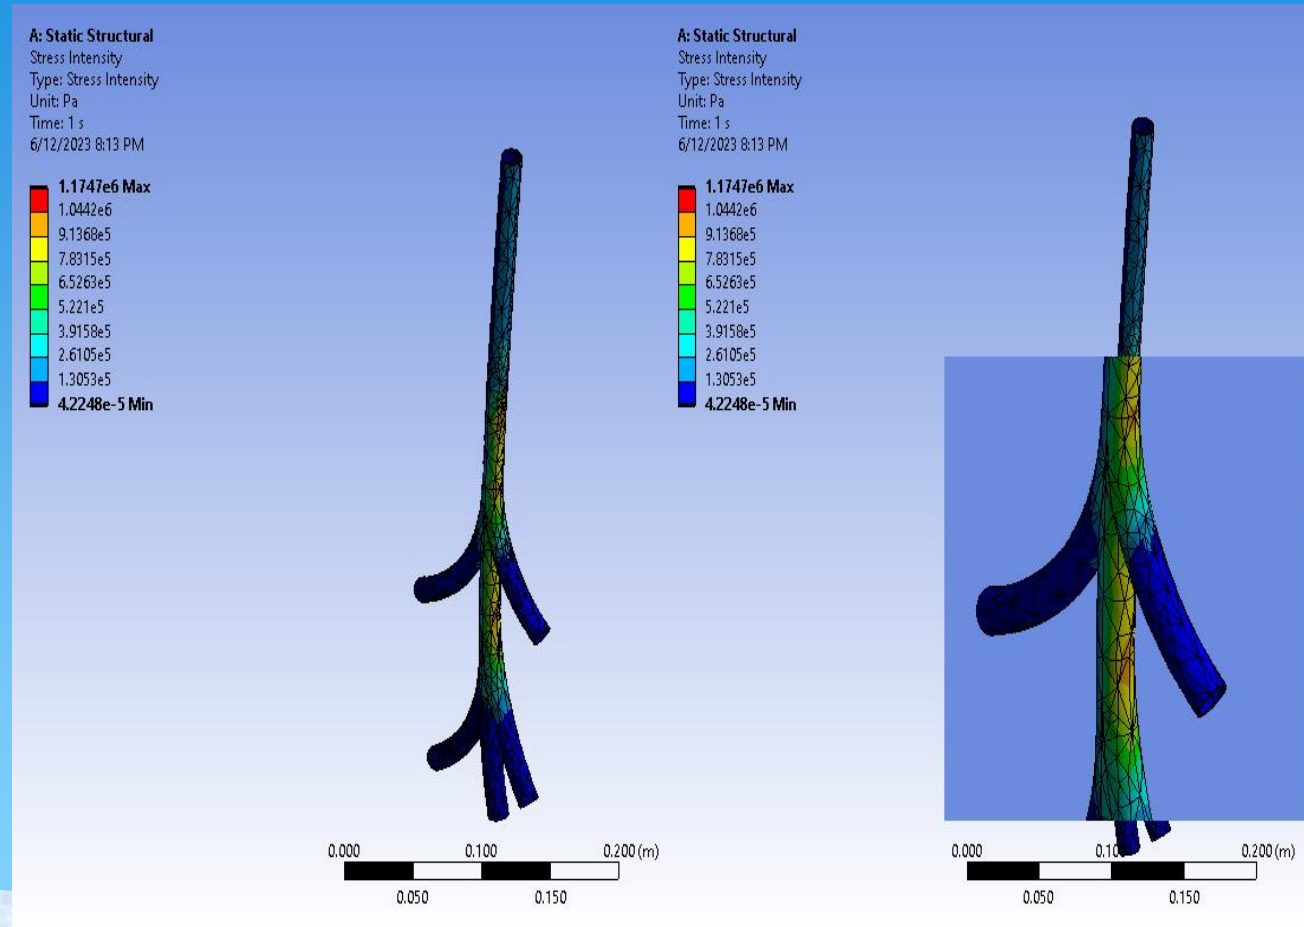 A: Static Structural
Stress Intensity
Type: Stress Intensity
Unit: Pa
Time: 1 s
6/12/2023 8:13 PM
1.1747e6 Max
1.0442e6
9.1368e5
7.8315e5
6.5263e5
5.221e5
3.9158e5
2.6105e5
1.3053e5
4.2248e-5 Min
0.000 0.100 0.200 (m)
0.050 0.150
A: Static Structural
Stress Intensity
Type: Stress Intensity
Unit: Pa
Time: 1 s
6/12/2023 8:13 PM
1.1747e6 Max
1.0442e6
9.1368e5
7.8315e5
6.5263e5
5.221e5
3.9158e5
2.6105e5
1.3053e5
4.2248e-5 Min
0.000 0.200 (m)
0.050 0.150